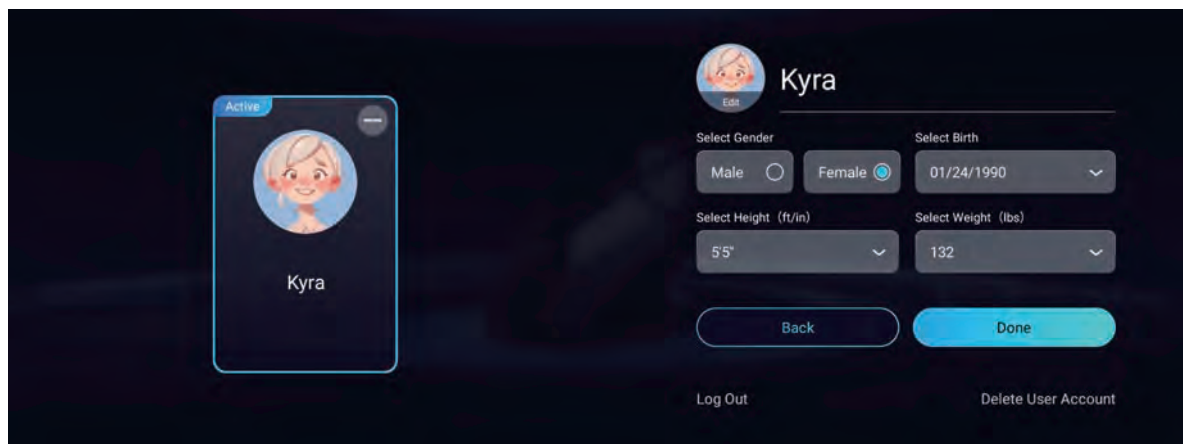 Active
Kyra
Edit
Kyra
Select Gender
Select Birth
Male
Female
01/24/1990
Select Height (ft/in)
Select Weight (lbs)
5'5"
132
Back
Done
Log Out
Delete User Account